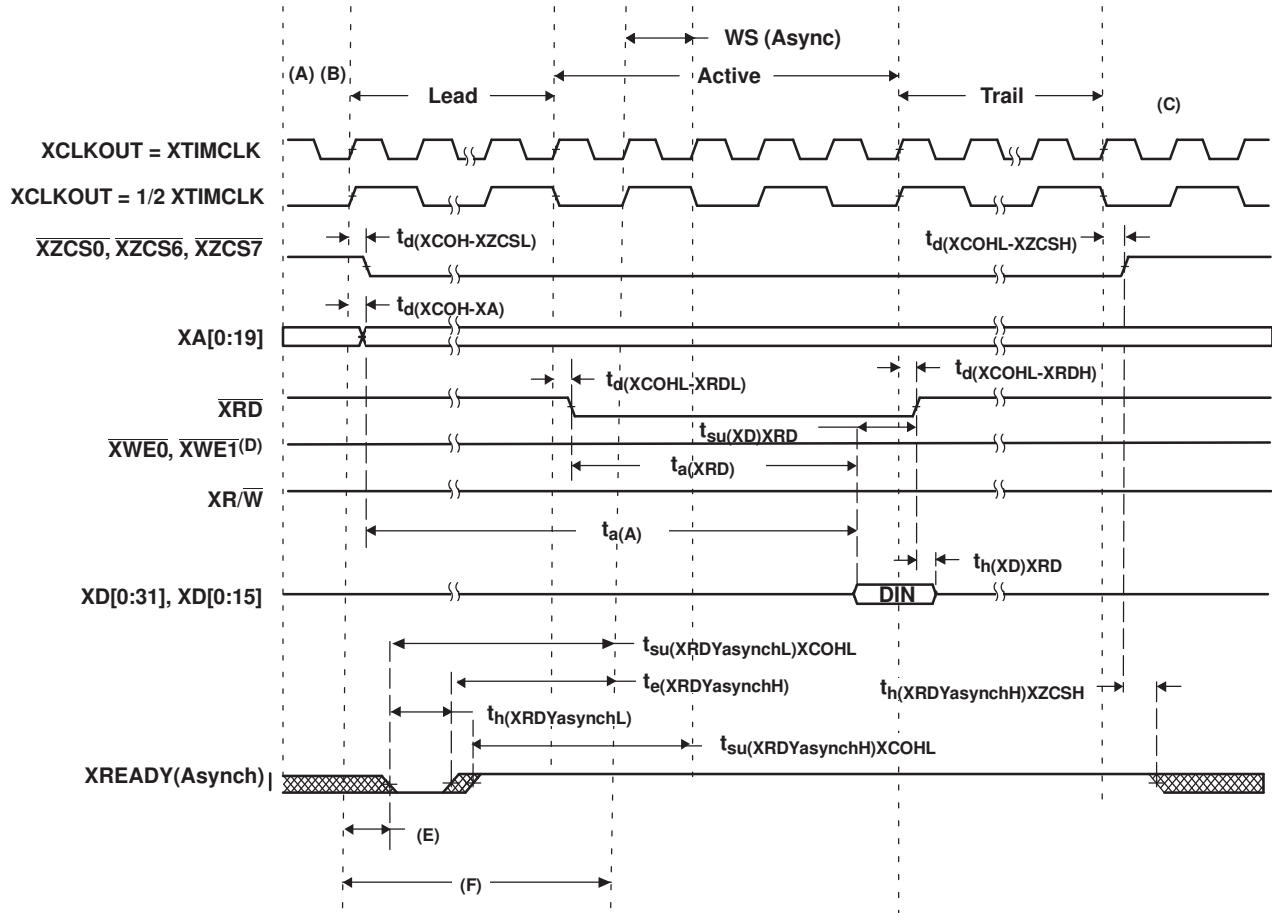 WS (Async)
(A) (B)
Active
Lead
Trail
(C)
XCLKOUT = XTIMCLK
XCLKOUT = 1/2 XTIMCLK
td(XCOH-XZCSL)
td(XCOHL-XZCSH)
XZCS0, XZCS6, XZCS7
td(XCOH-XA)
XA[0:19]
td(XCOHL-XRDL)
td(XCOHL-XRDH)
XRD
tsu(XD)XRD
XWE0, XWE1(D)
ta(XRD)
XR/W
ta(A)
th(XD)XRD
XD[0:31], XD[0:15]
DIN
tsu(XRDYasynchL)XCOHL
te(XRDYasynchH)
th(XRDYasynchH)XZCSH
th(XRDYasynchL)
tsu(XRDYasynchH)XCOHL
XREADY(Asynch)
(E)
(F)